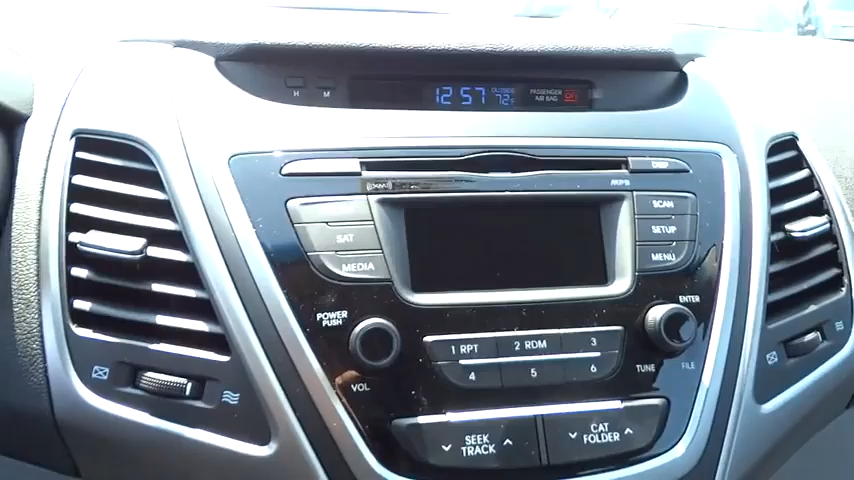 H M
12:57
OUTSIDE
72°F
PASSENGER
AIR BAG
ON
((XM))
MP3
DISP
SCAN
SAT
SETUP
MEDIA
MENU
POWER
PUSH
VOL
ENTER
TUNE
FILE
1 RPT
2 RDM
3
4
5
6
SEEK
TRACK
CAT
FOLDER